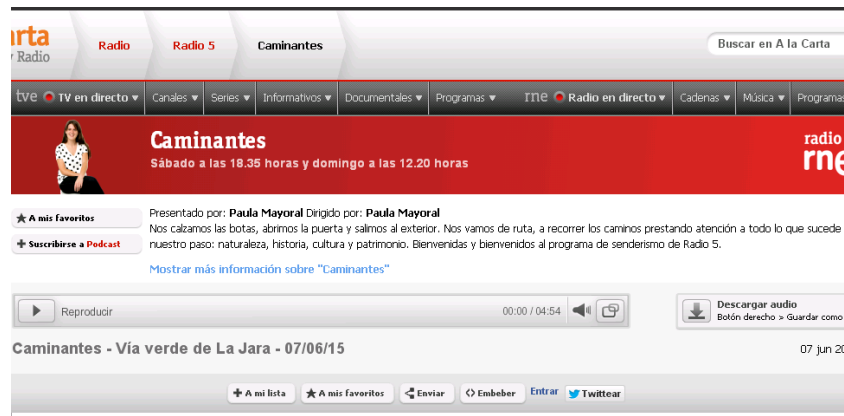 Radio Radio 5 Caminantes Buscar en A la Carta
Radio
tve TV en directo Canales Series Informativos Documentales Programas rne Radio en directo Cadenas Música Programas
Caminantes
Sábado a las 18.35 horas y domingo a las 12.20 horas
radio
rne
A mis favoritos
Suscribirse a Podcast
Presentado por: Paula Mayoral Dirigido por: Paula Mayoral
Nos calzamos las botas, abrimos la puerta y salimos al exterior. Nos vamos de ruta, a recorrer los caminos prestando atención a todo lo que sucede
nuestro paso: naturaleza, historia, cultura y patrimonio. Bienvenidas y bienvenidos al programa de senderismo de Radio 5.
Mostrar más información sobre "Caminantes"
Reproducir 00:00 / 04:54
Descargar audio
Botón derecho > Guardar como
Caminantes - Vía verde de La Jara - 07/06/15 07 jun 20
A mi lista A mis favoritos Enviar Embeber Entrar Twittear